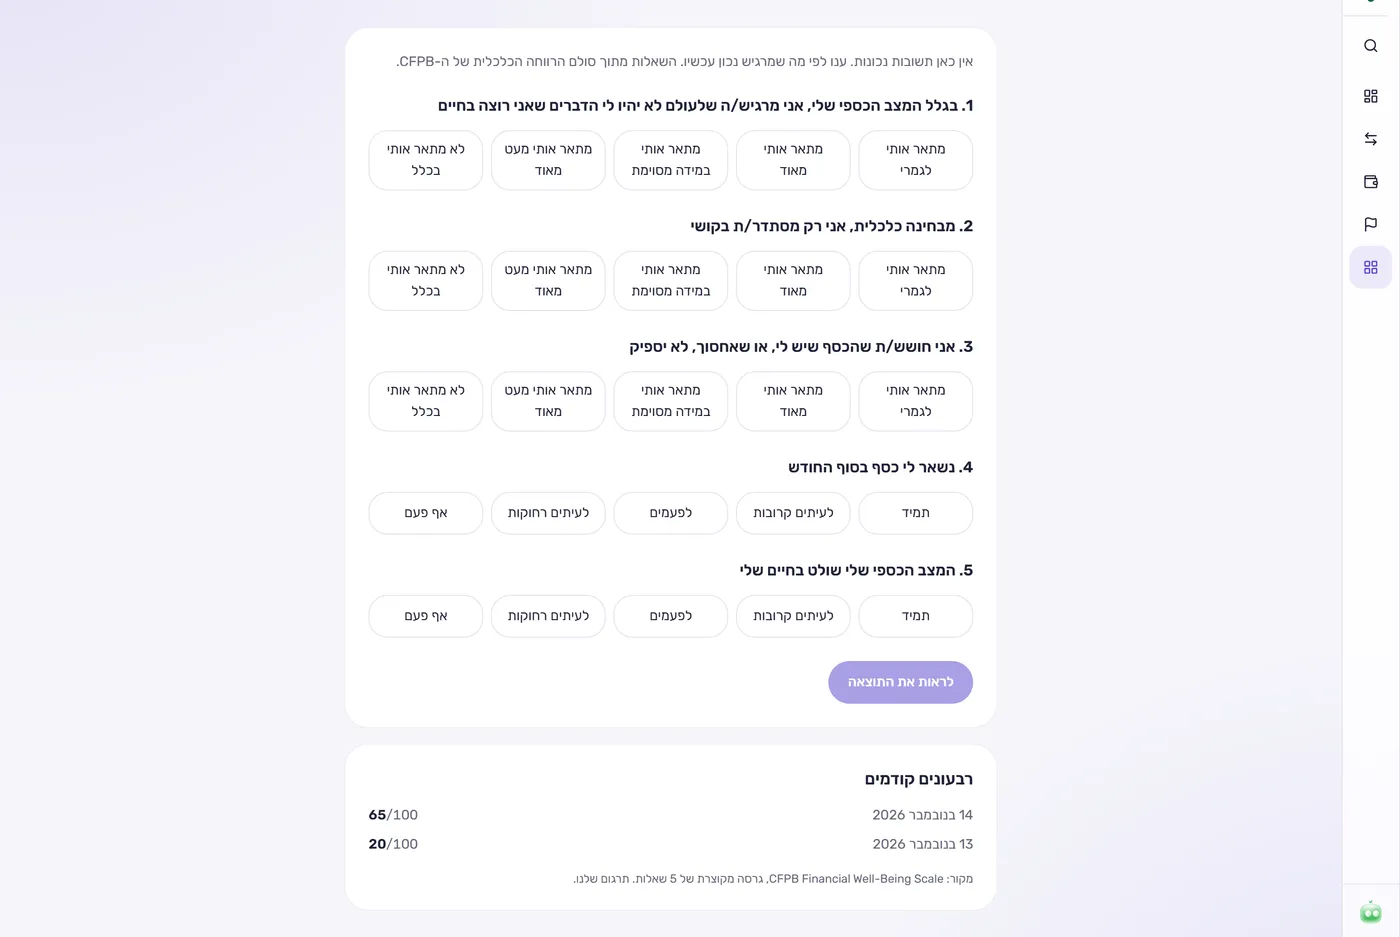 אין כאן תשובות נכונות. ענו לפי מה שמרגיש נכון עכשיו. השאלות מתוך סולם הרווחה הכלכלית של ה-CFPB.
1. בגלל המצב הכספי שלי, אני מרגיש/ה שלעולם לא יהיו לי הדברים שאני רוצה בחיים
מתאר אותי לגמרי
מתאר אותי מאוד
מתאר אותי במידה מסוימת
מתאר אותי מעט מאוד
לא מתאר אותי בכלל
2. מבחינה כלכלית, אני רק מסתדר/ת בקושי
מתאר אותי לגמרי
מתאר אותי מאוד
מתאר אותי במידה מסוימת
מתאר אותי מעט מאוד
לא מתאר אותי בכלל
3. אני חושש/ת שהכסף שיש לי, או שאחסוך, לא יספיק
מתאר אותי לגמרי
מתאר אותי מאוד
מתאר אותי במידה מסוימת
מתאר אותי מעט מאוד
לא מתאר אותי בכלל
4. נשאר לי כסף בסוף החודש
תמיד
לעיתים קרובות
לפעמים
לעיתים רחוקות
אף פעם
5. המצב הכספי שלי שולט בחיים שלי
תמיד
לעיתים קרובות
לפעמים
לעיתים רחוקות
אף פעם
לראות את התוצאה
רבעונים קודמים
14 בנובמבר 2026
65/100
13 בנובמבר 2026
20/100
מקור: CFPB Financial Well-Being Scale, גרסה מקוצרת של 5 שאלות. תרגום שלנו.